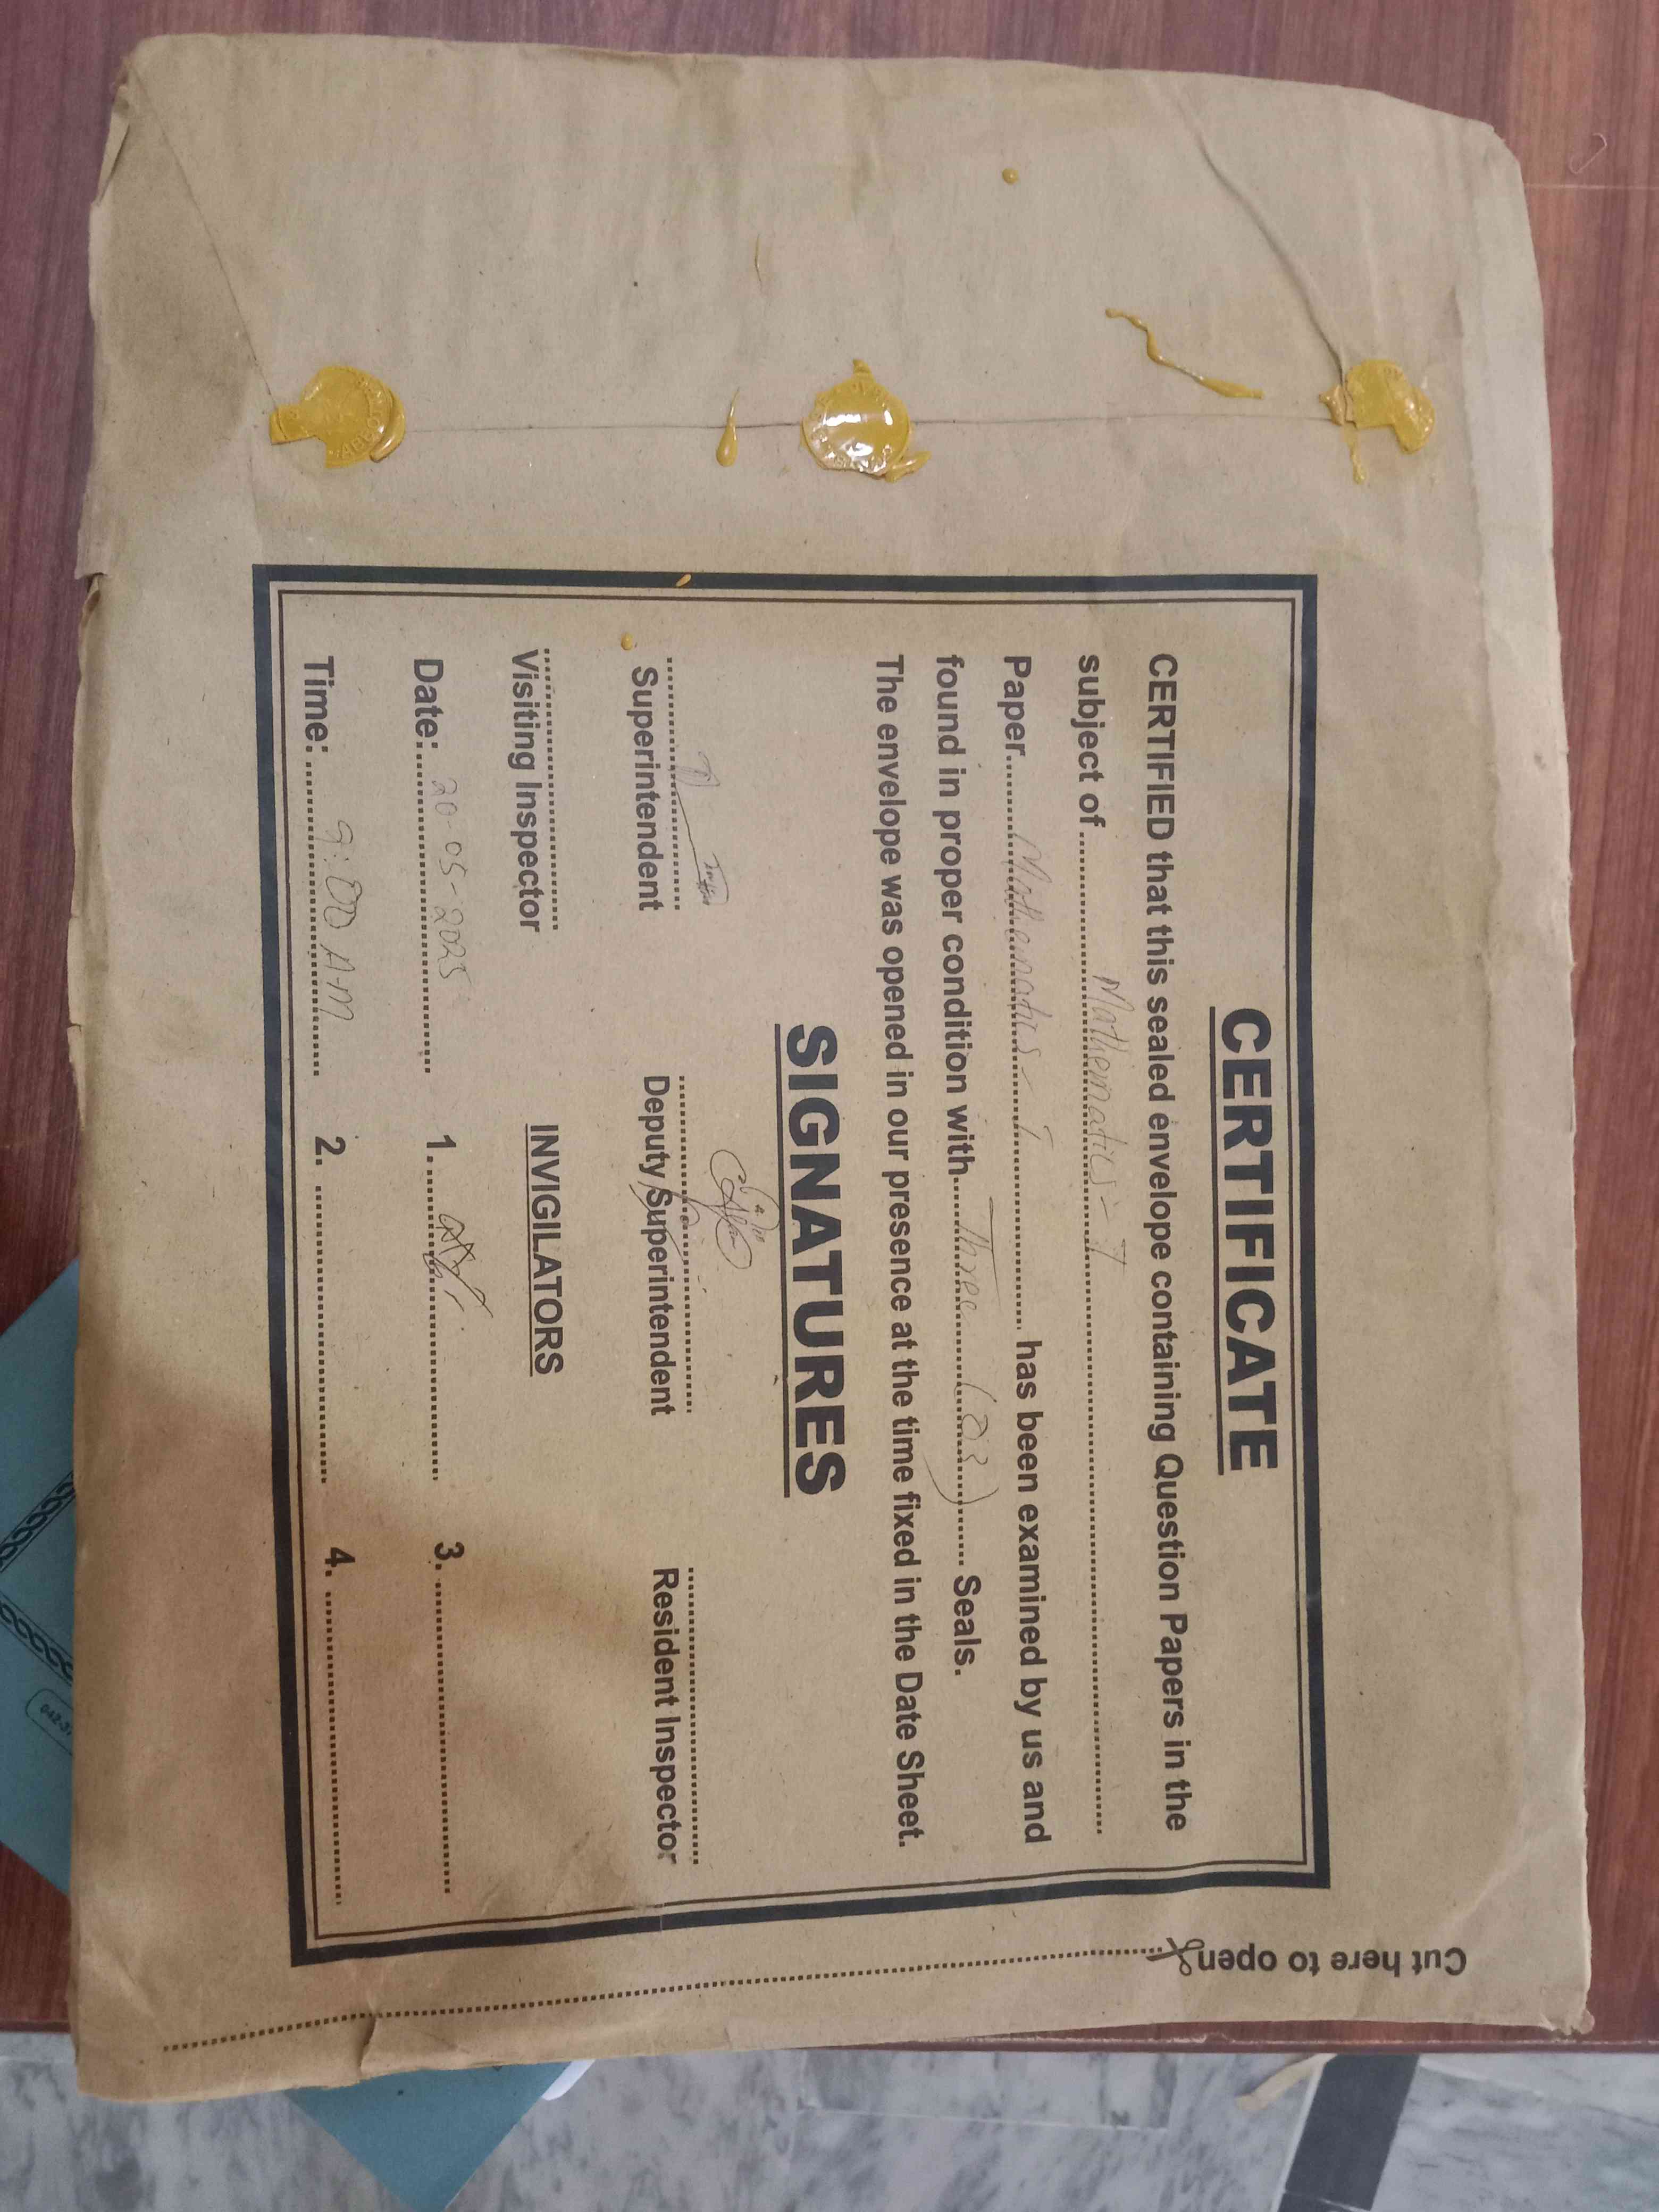 CERTIFICATE
CERTIFIED that this sealed envelope containing Question Papers in the
subject of Mathematics - I
Paper Mathematics - I has been examined by us and
found in proper condition with Three (03) Seals.
The envelope was opened in our presence at the time fixed in the Date Sheet.
SIGNATURES
Superintendent Deputy Superintendent Resident Inspector
Visiting Inspector INVIGILATORS
Date: 20-05-2025 1. 3.
Time: 9:00 A-M 2. 4.
Cut here to open